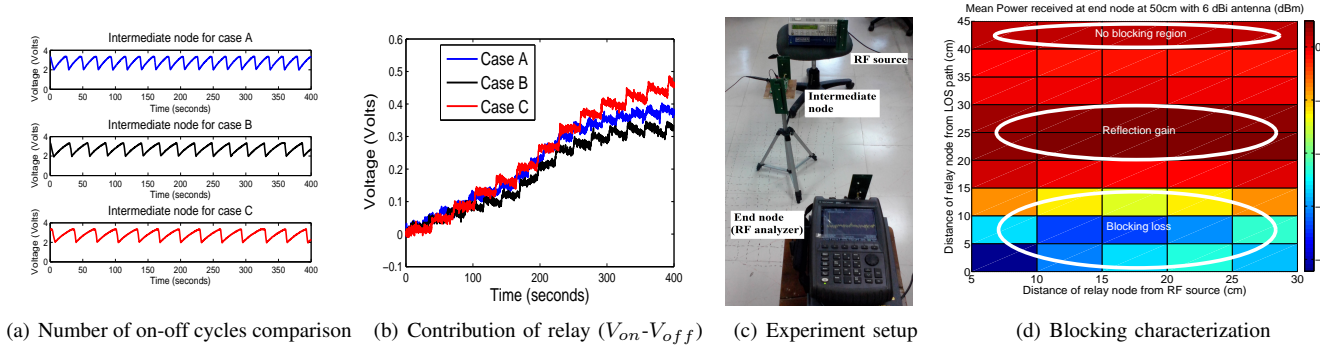 Intermediate node for case A
Voltage (Volts)
4
2
0
0 50 100 150 200 250 300 350 400
Time (seconds)
Intermediate node for case B
Voltage (Volts)
4
2
0
0 50 100 150 200 250 300 350 400
Time (seconds)
Intermediate node for case C
Voltage (Volts)
4
2
0
0 50 100 150 200 250 300 350 400
Time (seconds)
(a) Number of on-off cycles comparison
0.6
0.5
0.4
0.3
0.2
0.1
0
−0.1
Voltage (Volts)
Case A
Case B
Case C
0 100 200 300 400
Time (seconds)
(b) Contribution of relay (Von-Voff)
RF source
Intermediate
node
End node
(RF analyzer)
(c) Experiment setup
Mean Power received at end node at 50cm with 6 dBi antenna (dBm)
Distance of relay node from LOS path (cm)
45
40
35
30
25
20
15
10
5
0
No blocking region
Reflection gain
Blocking loss
5 10 15 20 25 30
Distance of relay node from RF source (cm)
(d) Blocking characterization